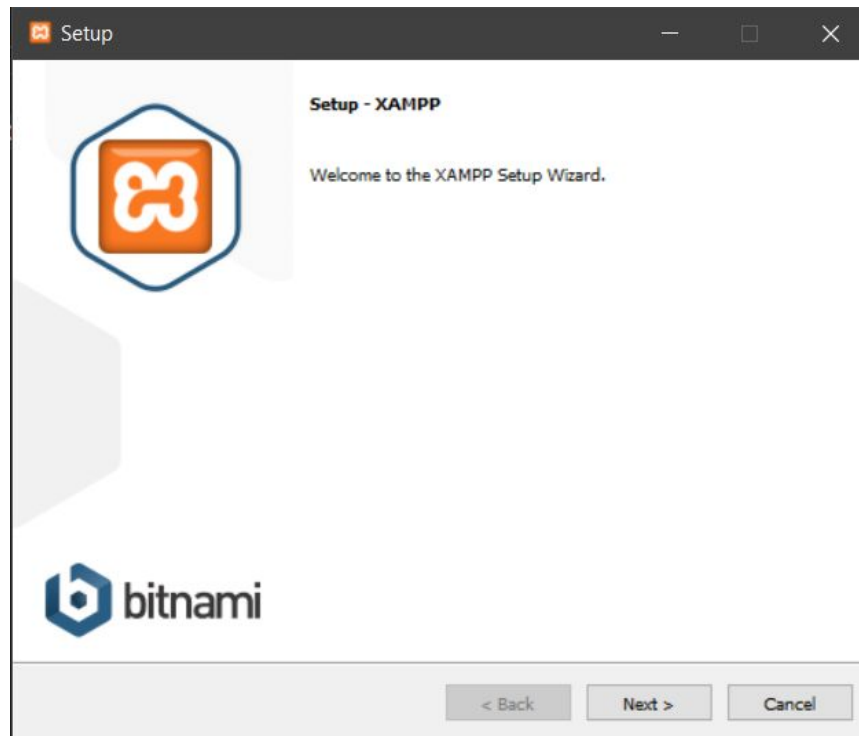 Setup
Setup - XAMPP
Welcome to the XAMPP Setup Wizard.
bitnami
< Back
Next >
Cancel